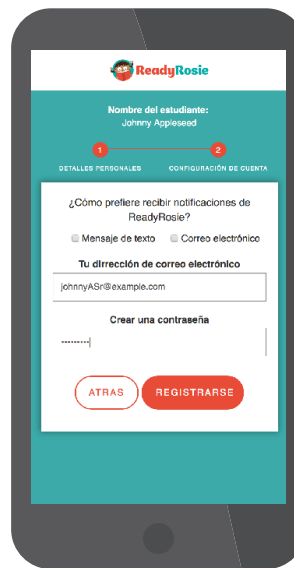 ReadyRosie
Nombre del estudiante:
Johnny Appleseed
1 2
DETALLES PERSONALES CONFIGURACIÓN DE CUENTA
¿Cómo prefiere recibir notificaciones de
ReadyRosie?
Mensaje de texto Correo electrónico
Tu dirrección de correo electrónico
johnnyASr@example.com
Crear una contraseña
·········
ATRAS REGISTRARSE